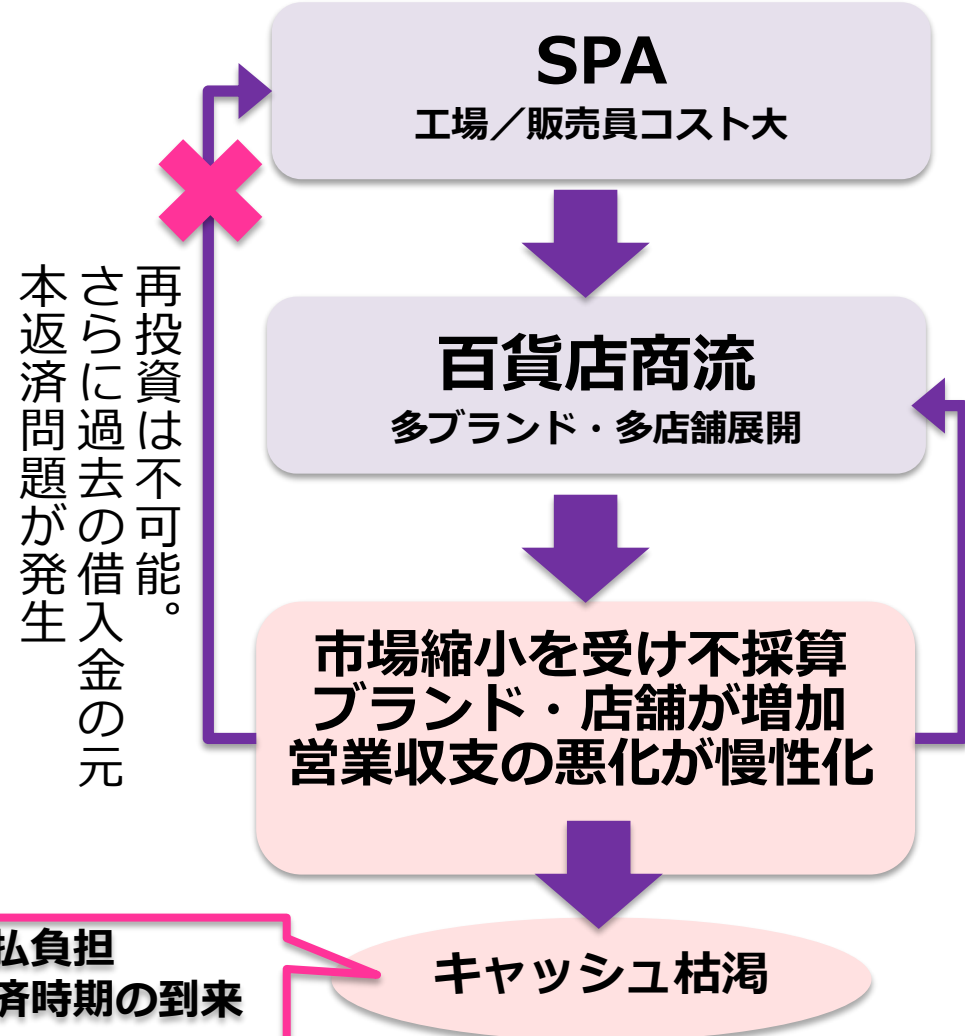 SPA
工場／販売員コスト大
再投資は不可能。
さらに過去の借入金の元
本返済問題が発生
百貨店商流
多ブランド・多店舗展開
市場縮小を受け不採算
ブランド・店舗が増加
営業収支の悪化が慢性化
キャッシュ枯渇
払負担
済時期の到来